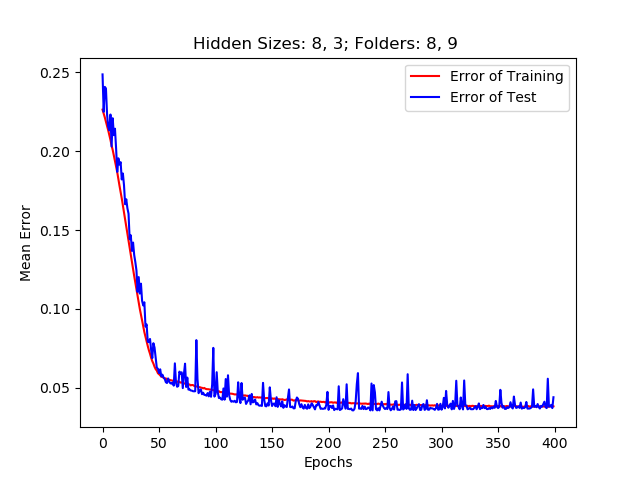 Hidden Sizes: 8, 3; Folders: 8, 9
Error of Training
Error of Test
Mean Error
0.25
0.20
0.15
0.10
0.05
0 50 100 150 200 250 300 350 400
Epochs